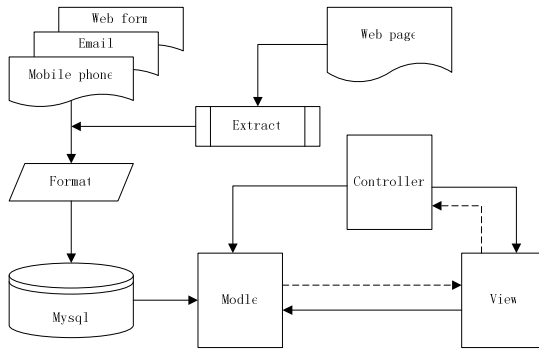 Web form
Email
Mobile phone
Web page
Extract
Format
Controller
Mysql
Modle
View